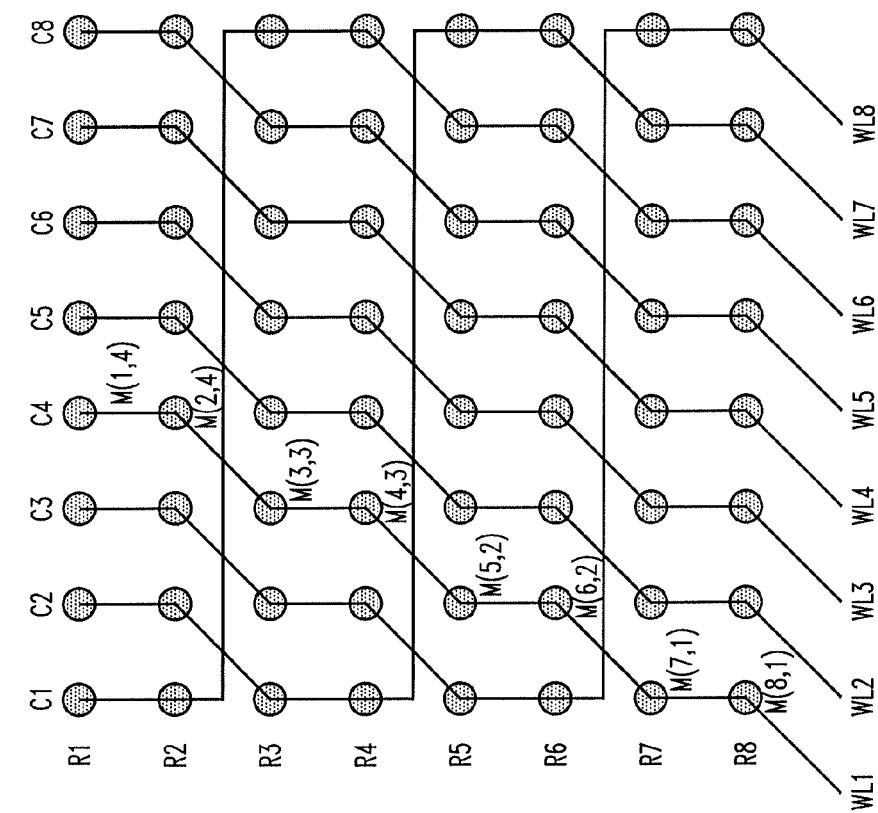 C1 C2 C3 C4 C5 C6 C7 C8
R1
M(1,4)
R2
M(2,4)
R3
M(3,3)
R4
M(4,3)
R5
M(5,2)
R6
M(6,2)
R7
M(7,1)
R8
M(8,1)
WL1 WL2 WL3 WL4 WL5 WL6 WL7 WL8